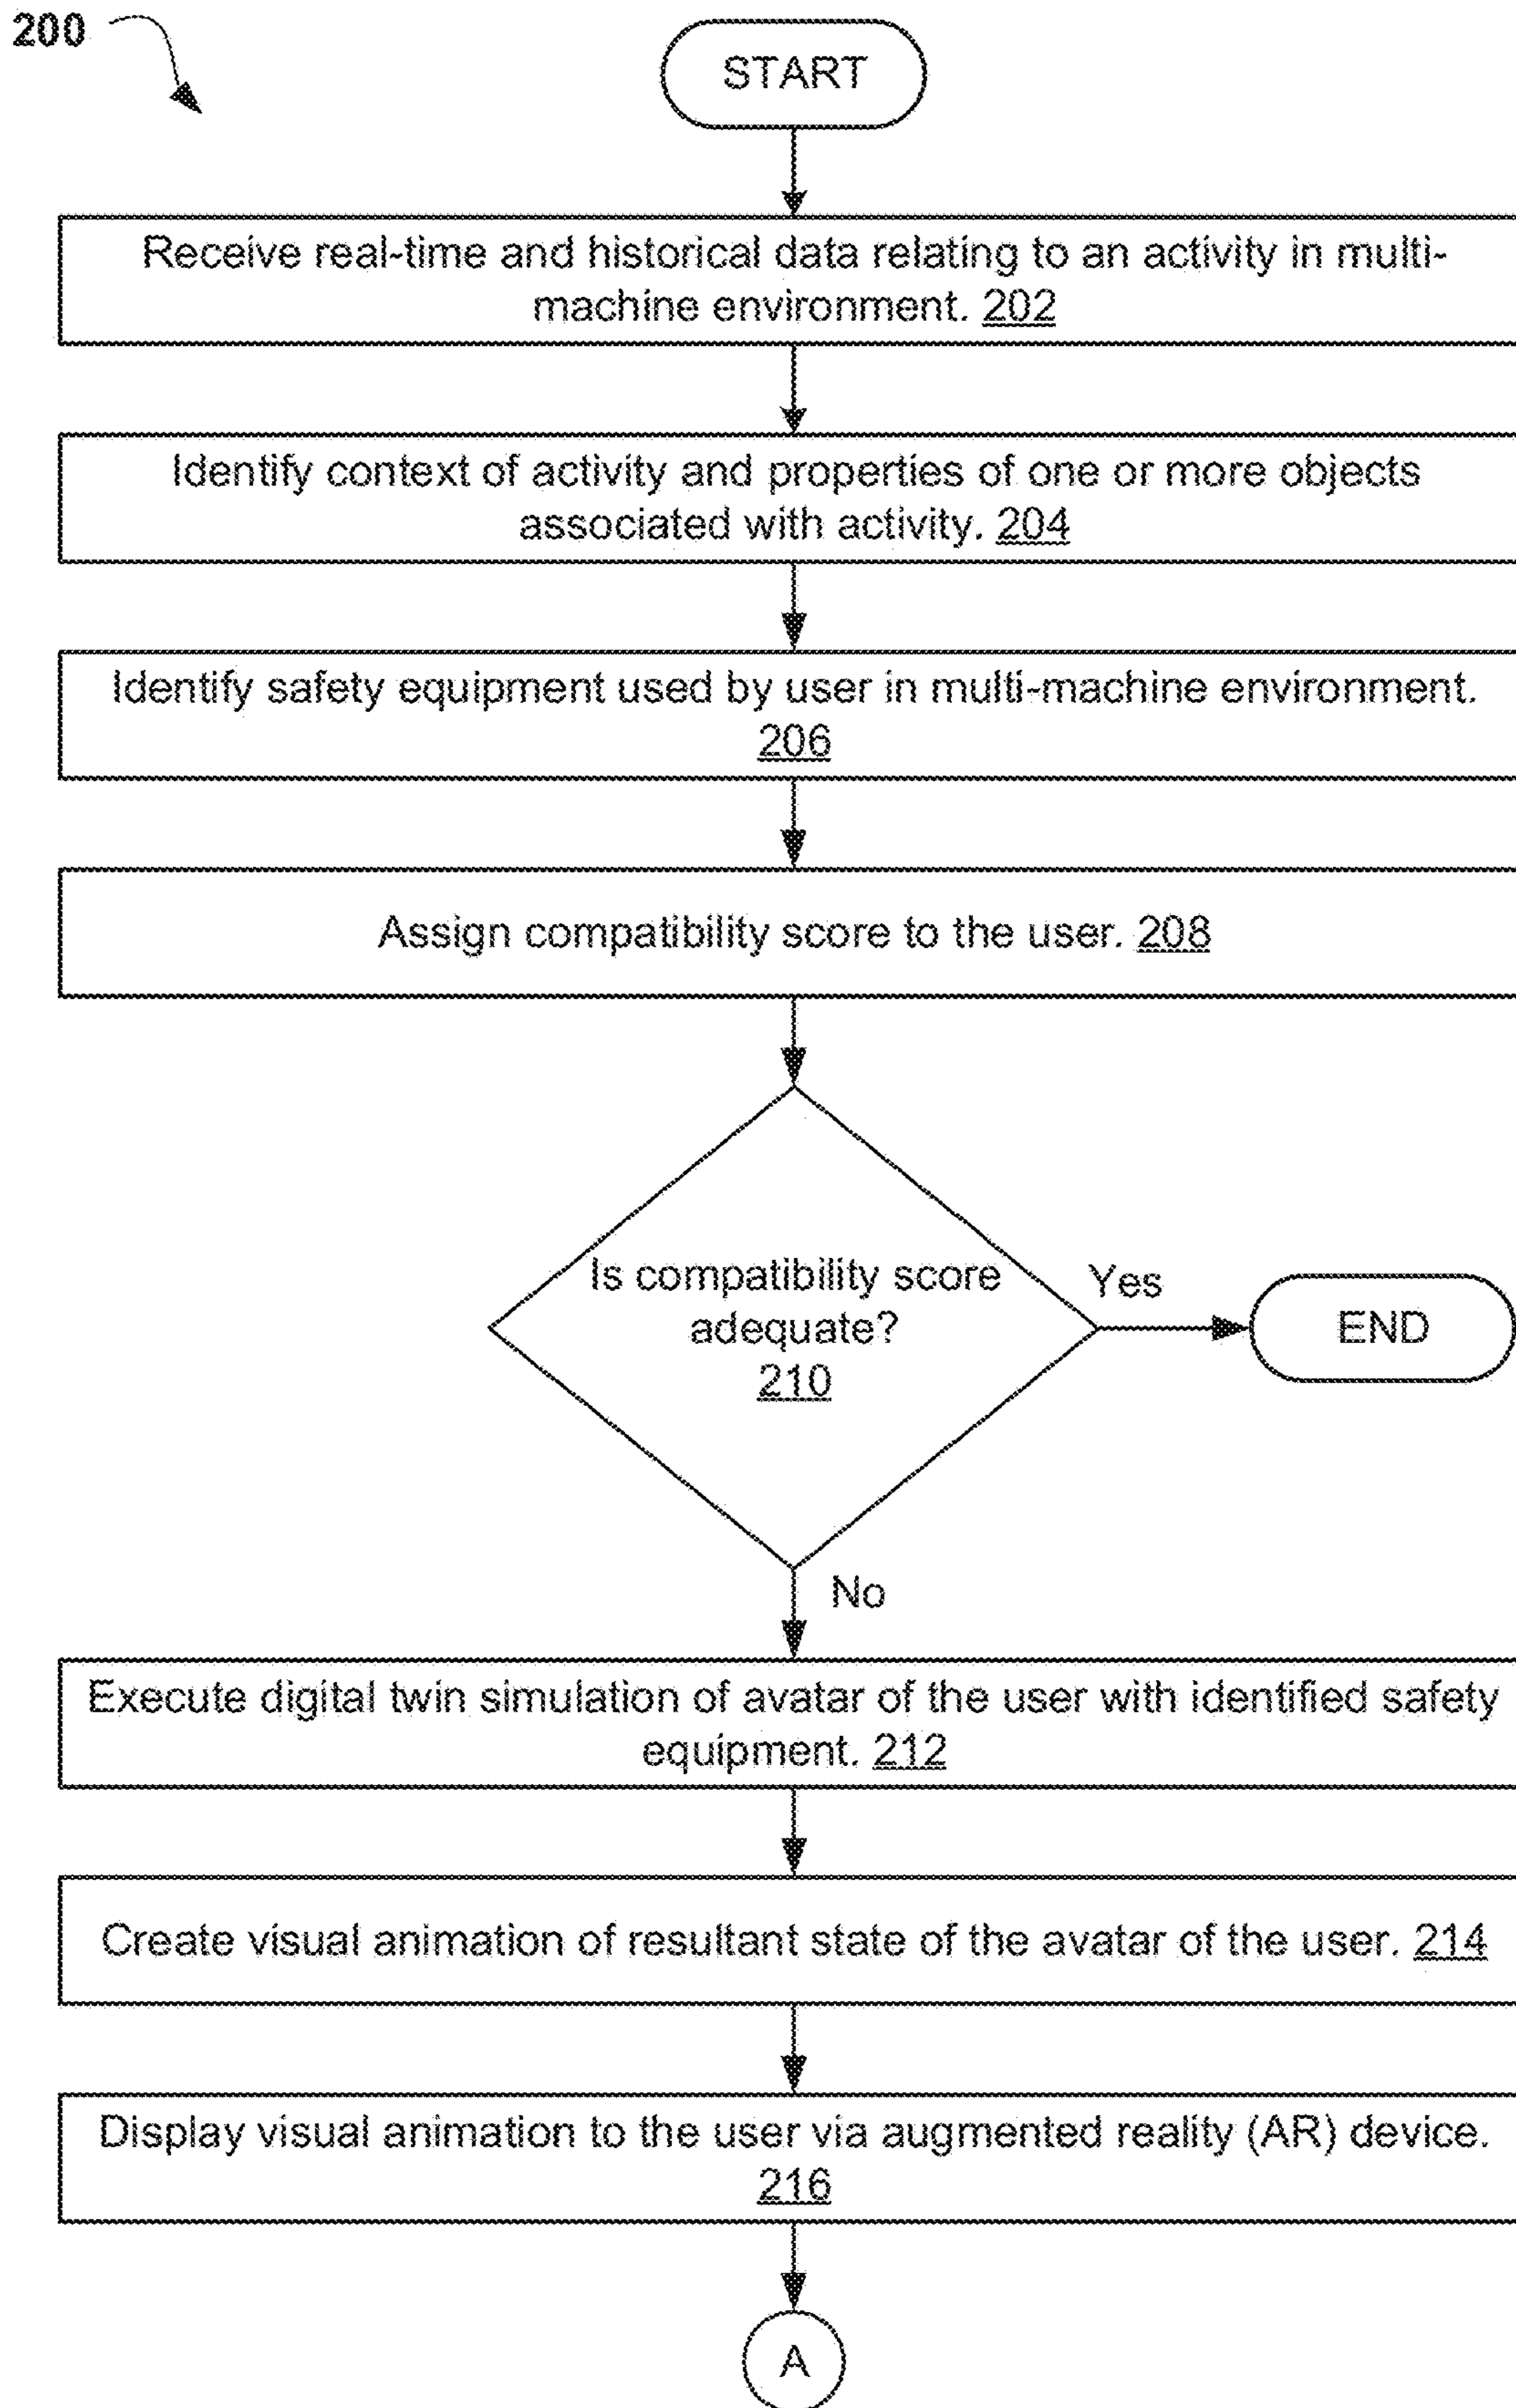 200
START
Receive real-time and historical data relating to an activity in multi-
machine environment. 202
Identify context of activity and properties of one or more objects
associated with activity. 204
Identify safety equipment used by user in multi-machine environment.
206
Assign compatibility score to the user. 208
Is compatibility score
adequate?
210
Yes
END
No
Execute digital twin simulation of avatar of the user with identified safety
equipment. 212
Create visual animation of resultant state of the avatar of the user. 214
Display visual animation to the user via augmented reality (AR) device.
216
A